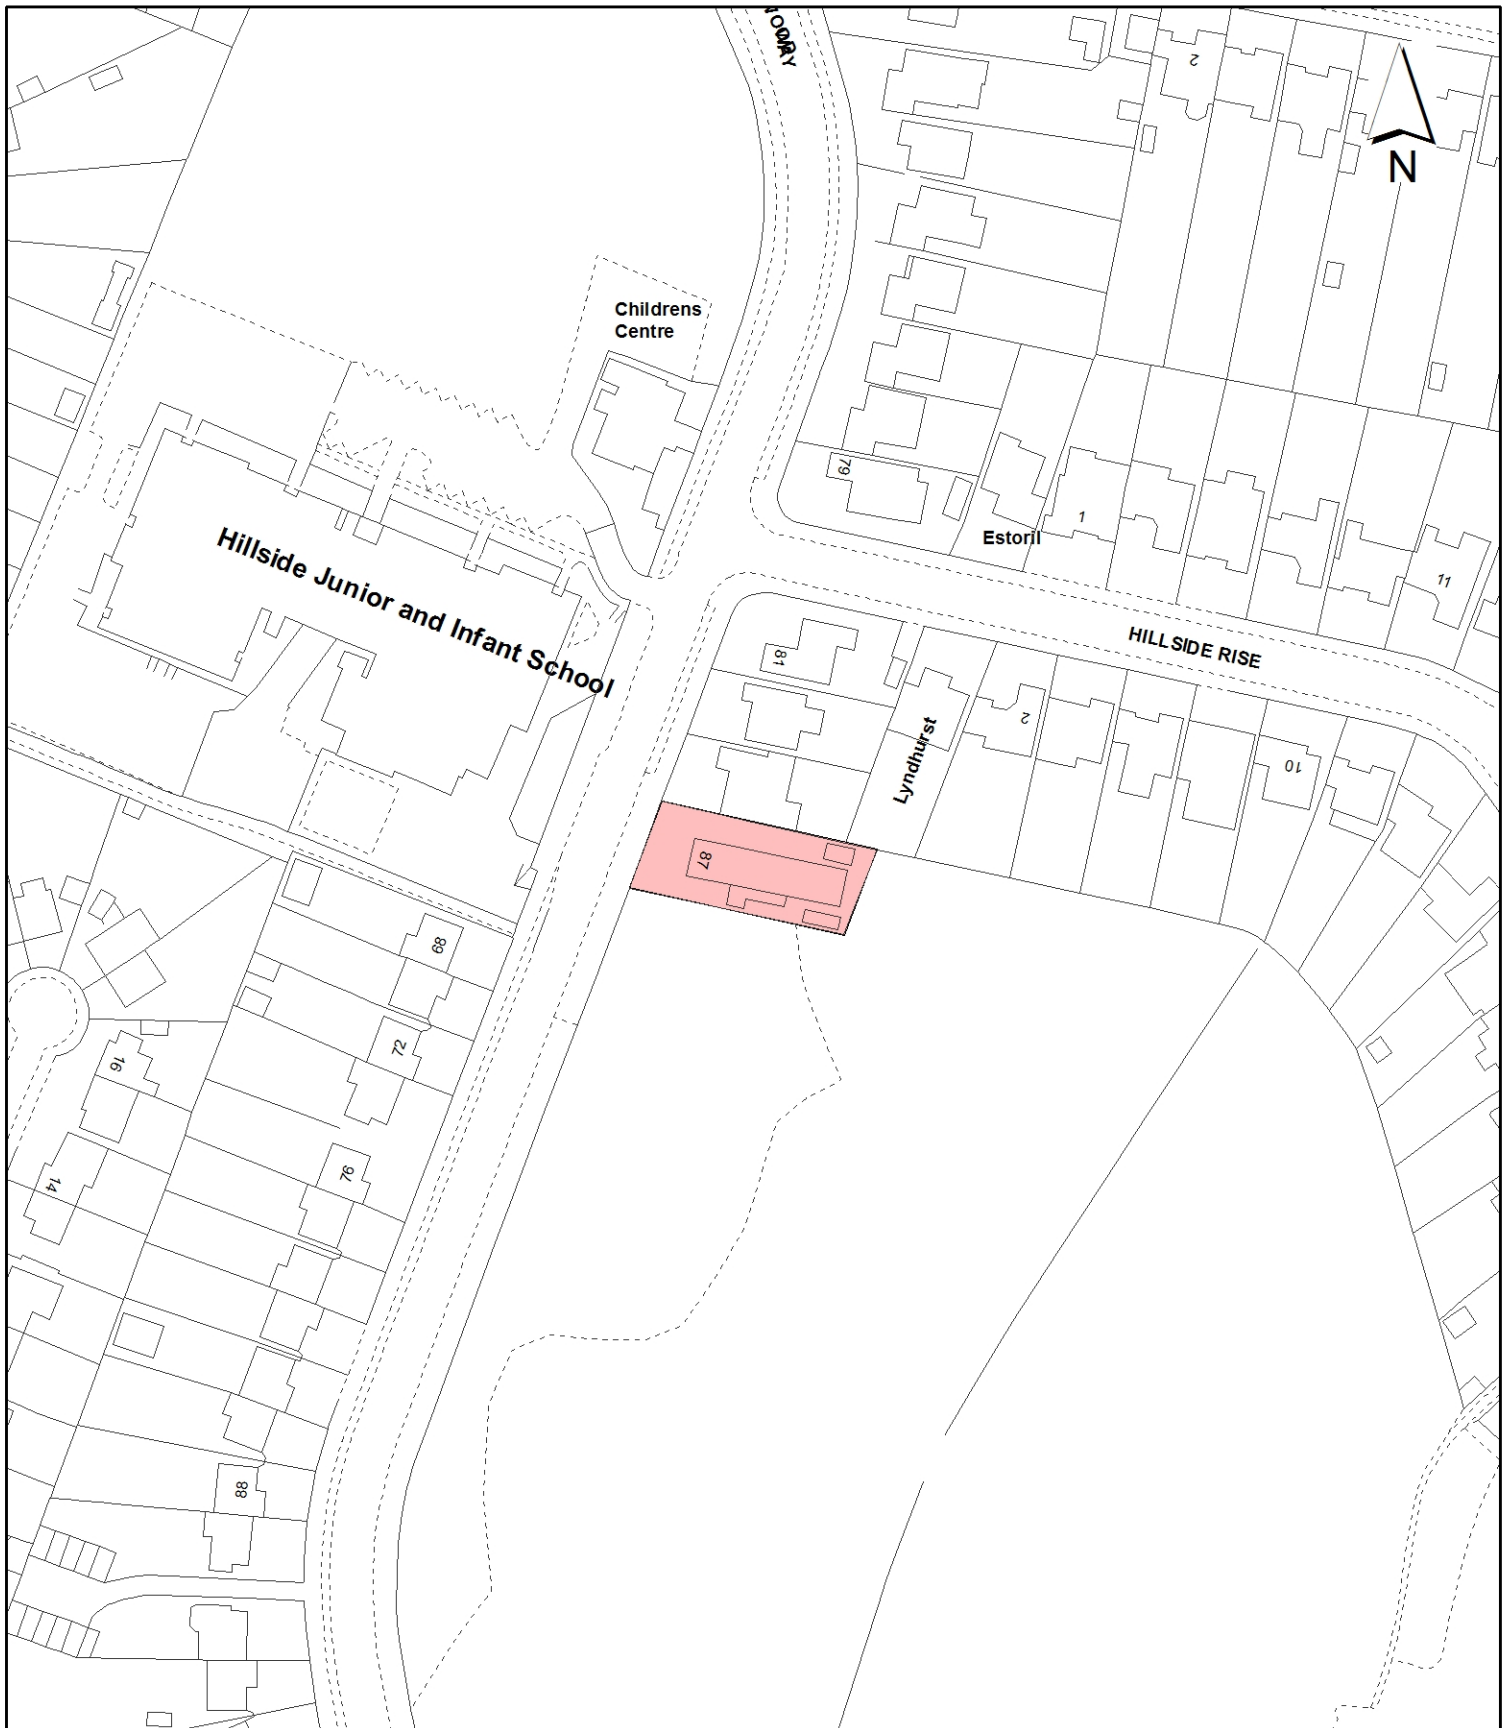 2
N
Childrens
Centre
79
1
Estoril
11
Hillside Junior and Infant School
HILLSIDE RISE
81
2
Lyndhurst
10
87
68
72
16
76
14
88